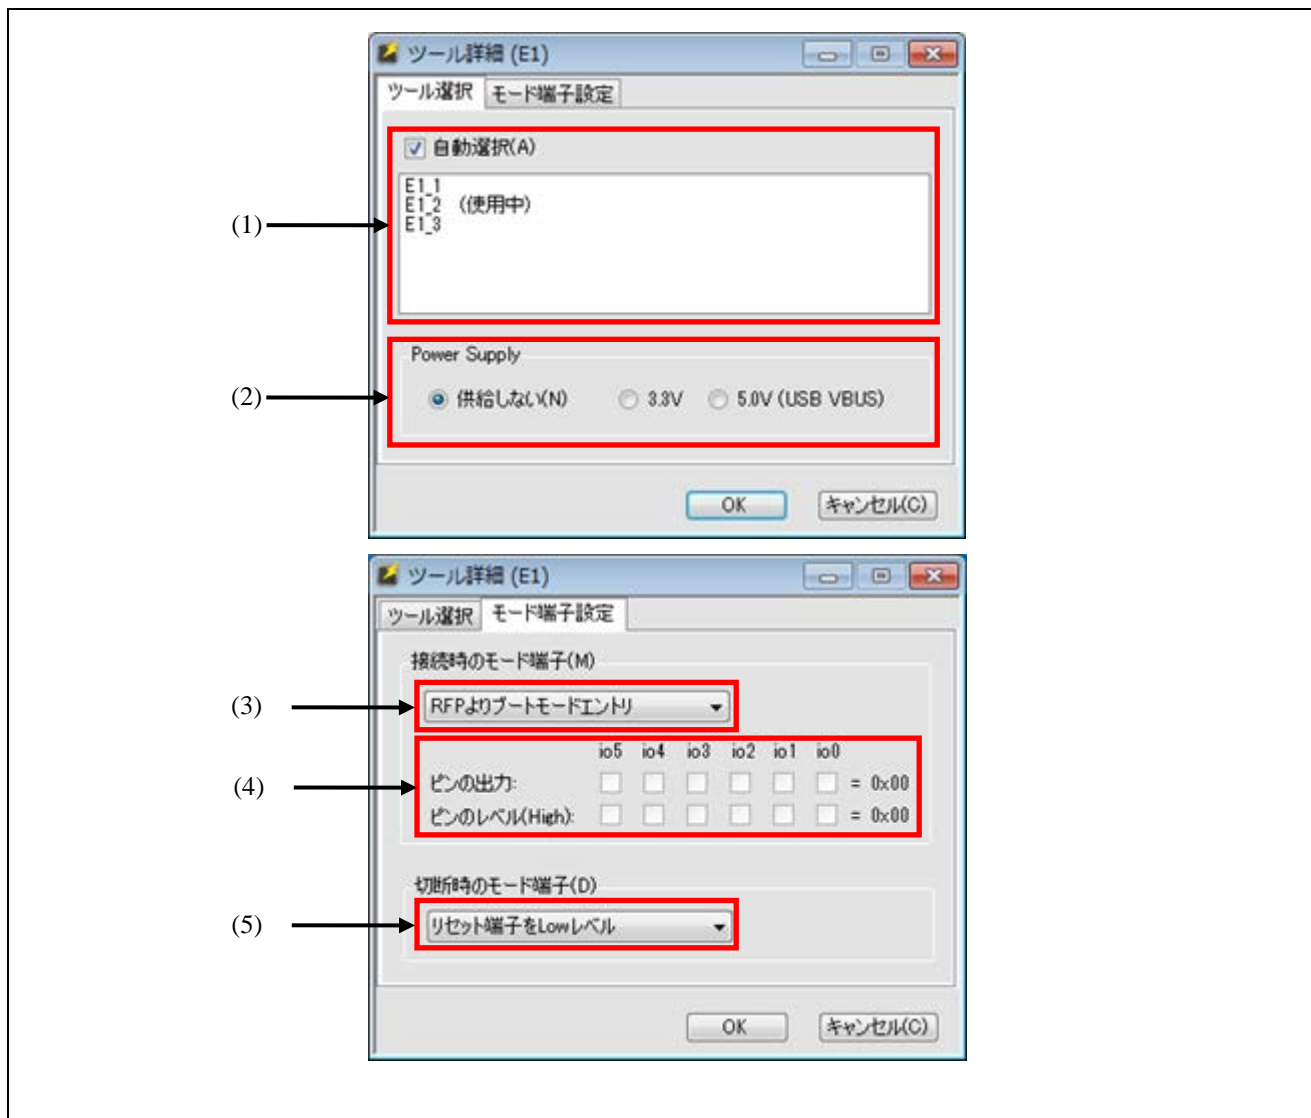 ツール詳細 (E1)
ツール選択 モード端子設定
自動選択(A)
E1_1
E1_2 (使用中)
E1_3
(1)
Power Supply
(2)
供給しない(N) 3.3V 5.0V (USB VBUS)
OK キャンセル(C)
ツール詳細 (E1)
ツール選択 モード端子設定
接続時のモード端子(M)
(3)
RFPよりブートモードエントリ
io5 io4 io3 io2 io1 io0
(4)
ピンの出力: = 0x00
ピンのレベル(High): = 0x00
切断時のモード端子(D)
(5)
リセット端子をLowレベル
OK キャンセル(C)